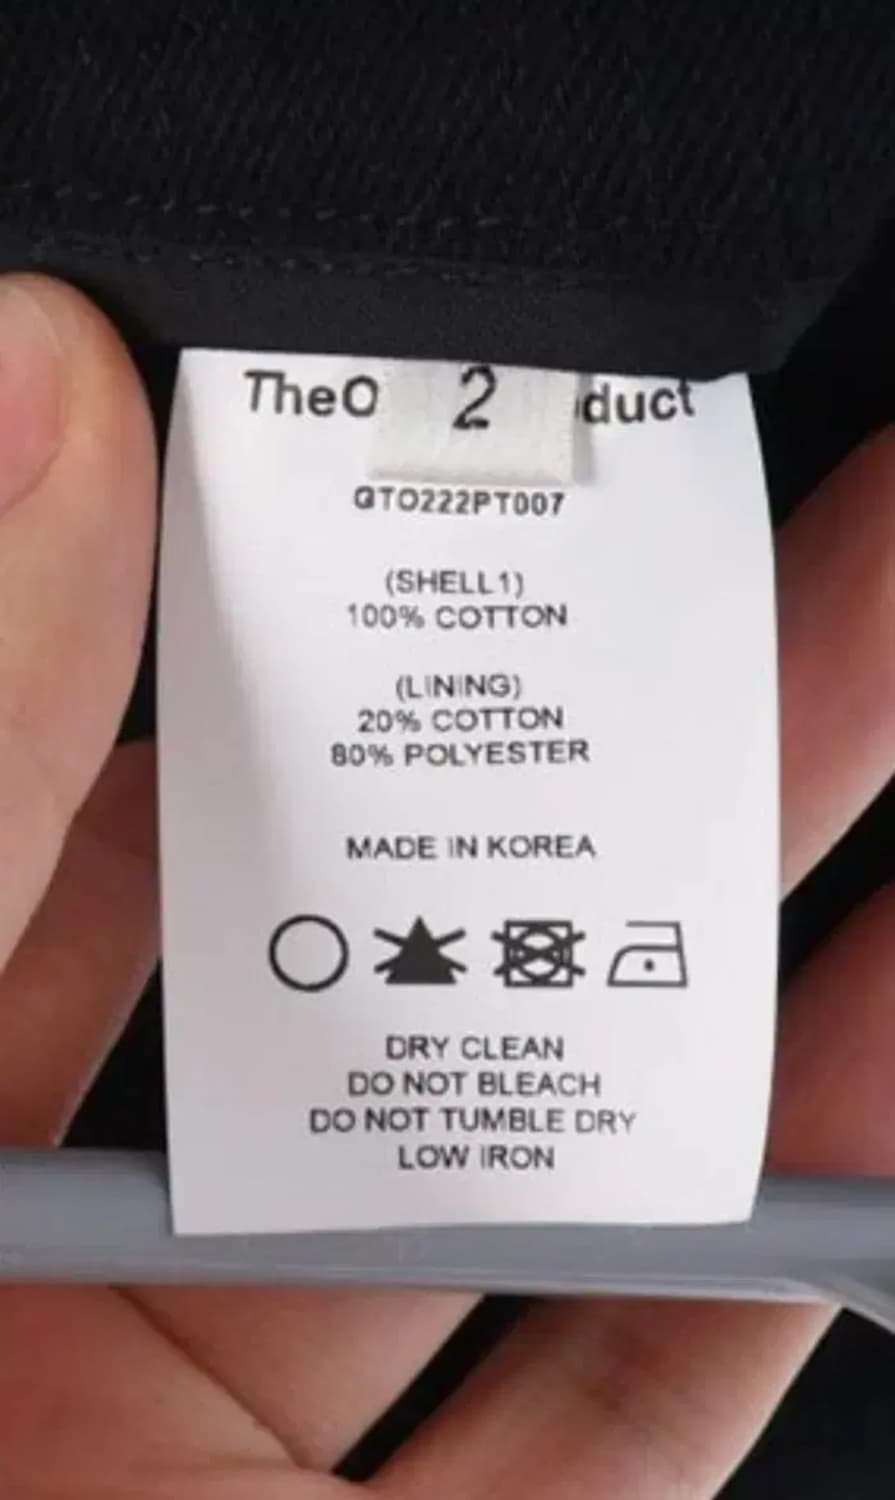 TheO 2 duct
GTO222PT007
(SHELL1)
100% COTTON
(LINING)
20% COTTON
80% POLYESTER
MADE IN KOREA
DRY CLEAN
DO NOT BLEACH
DO NOT TUMBLE DRY
LOW IRON